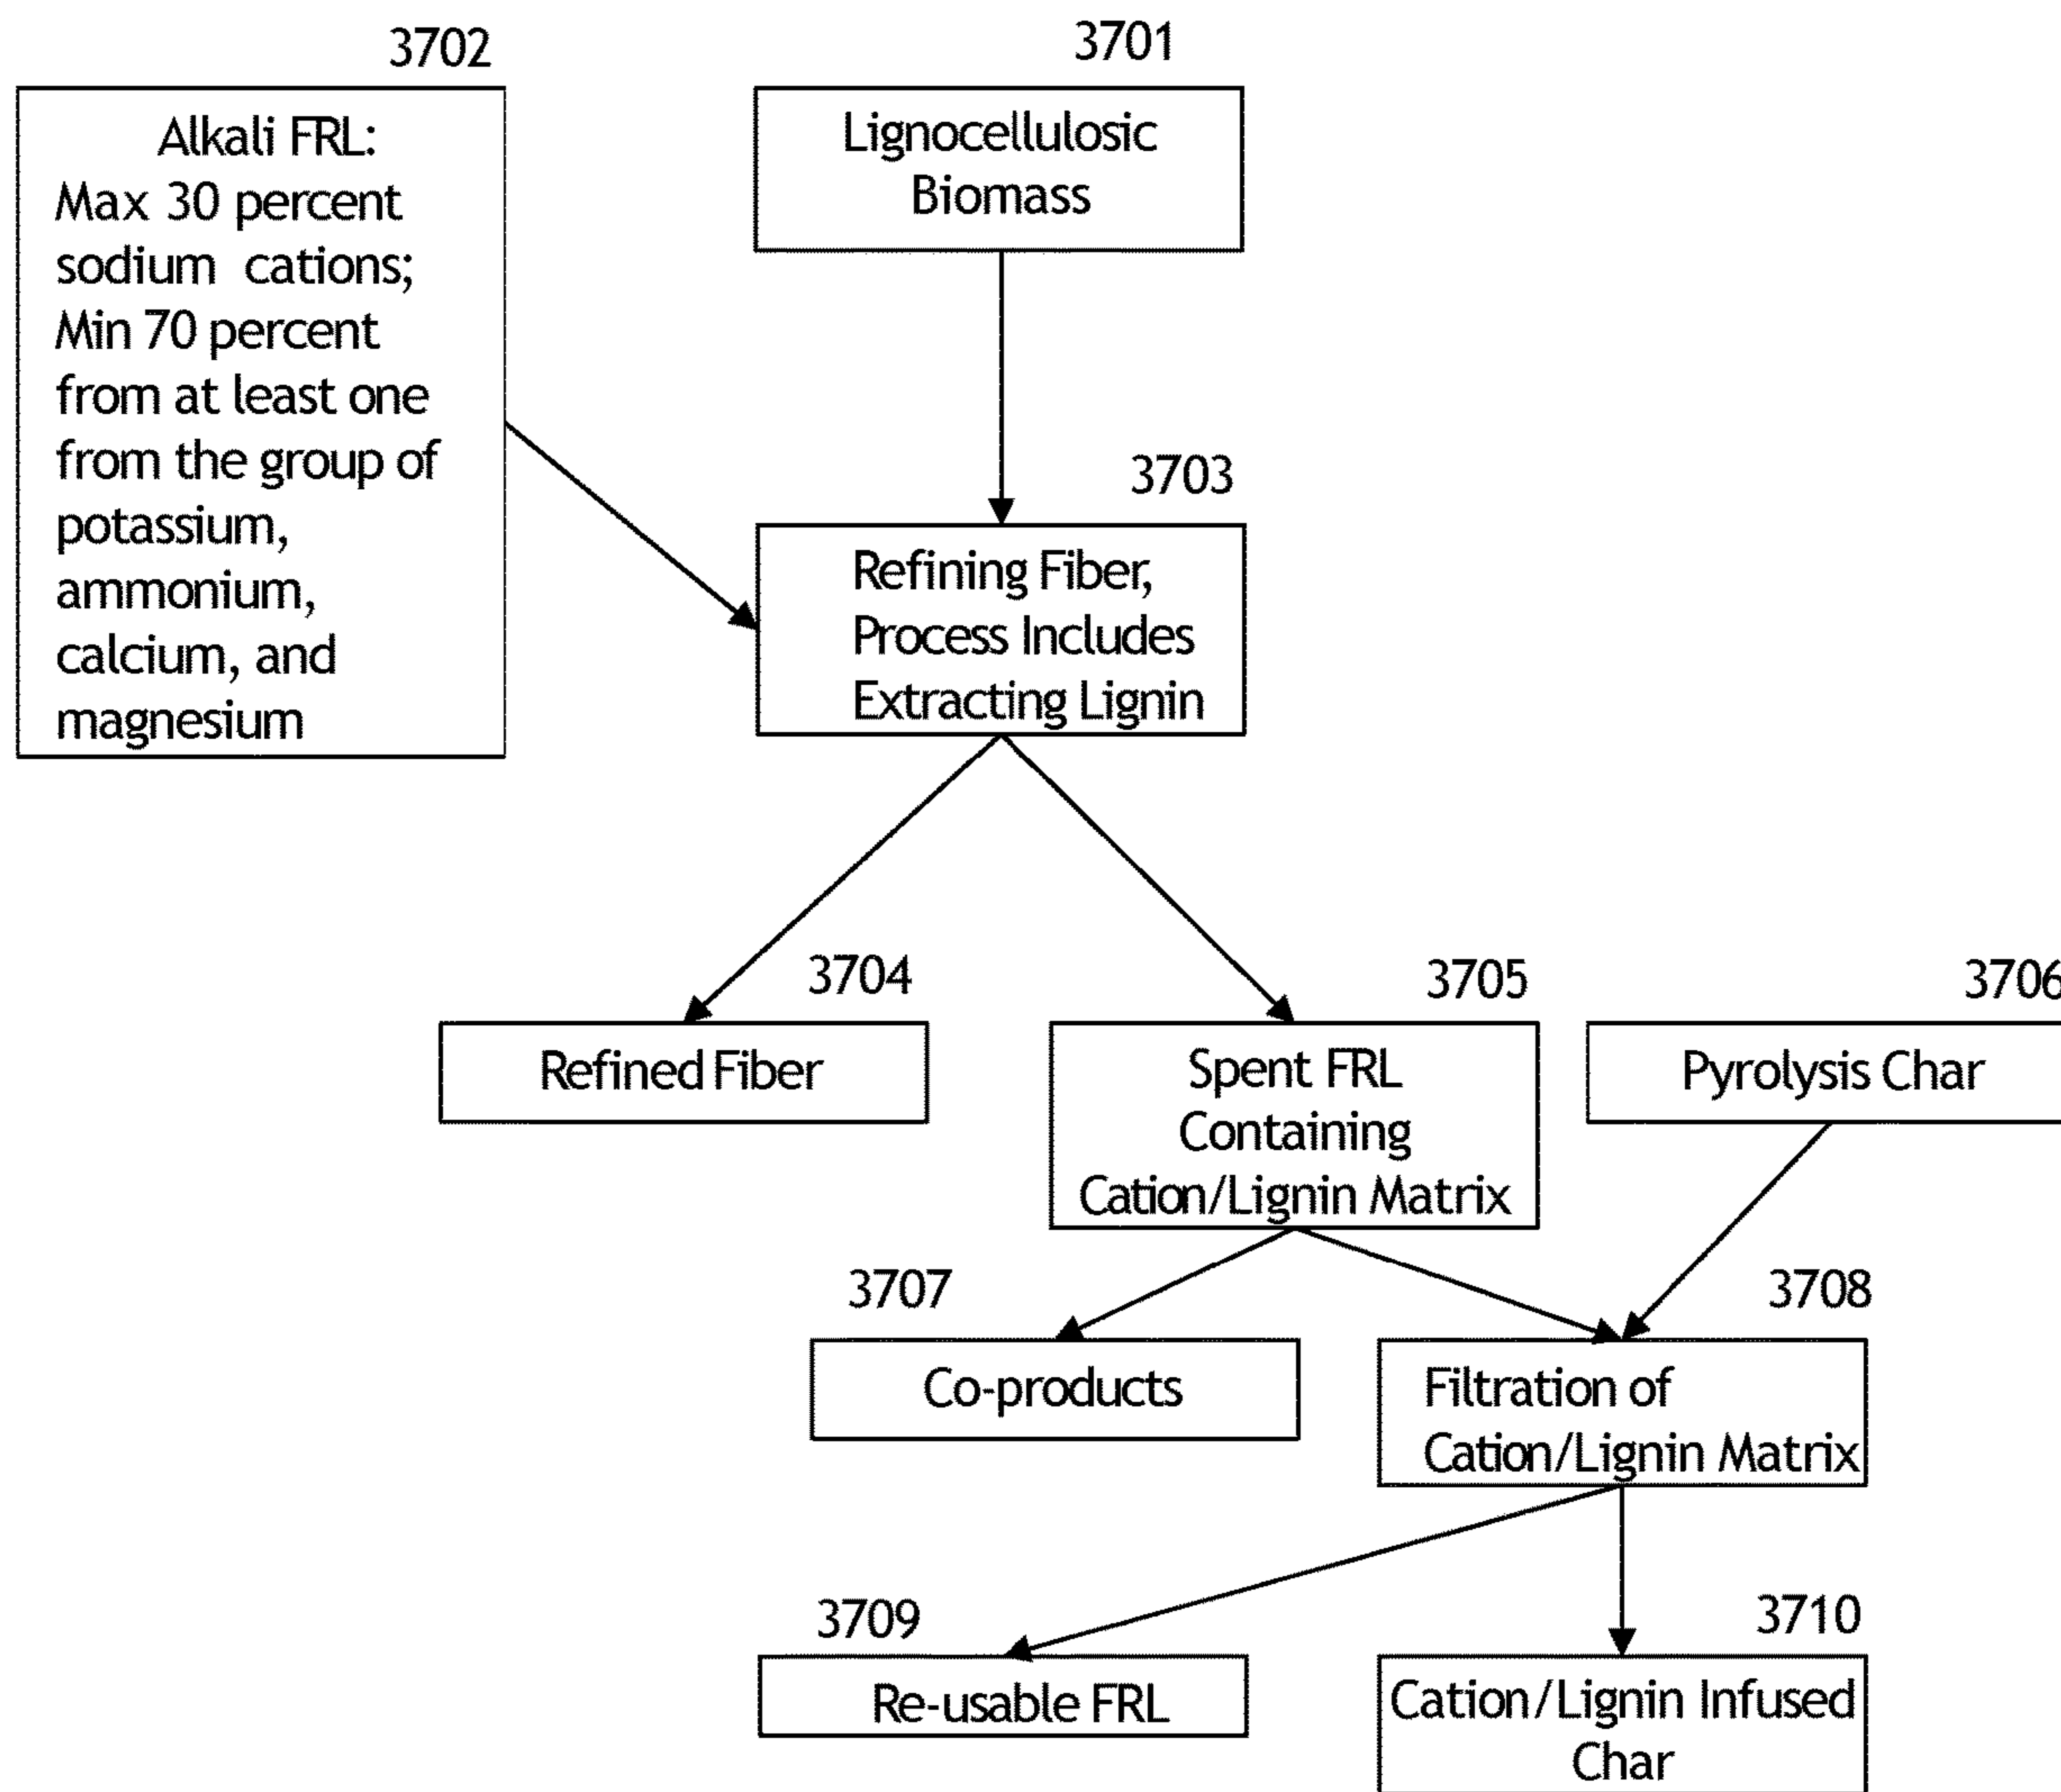 3702
Alkali FRL:
Max 30 percent
sodium cations;
Min 70 percent
from at least one
from the group of
potassium,
ammonium,
calcium, and
magnesium
3701
Lignocellulosic
Biomass
3703
Refining Fiber,
Process Includes
Extracting Lignin
3704
Refined Fiber
3705
Spent FRL
Containing
Cation/Lignin Matrix
3706
Pyrolysis Char
3707
Co-products
3708
Filtration of
Cation/Lignin Matrix
3709
Re-usable FRL
3710
Cation/Lignin Infused
Char